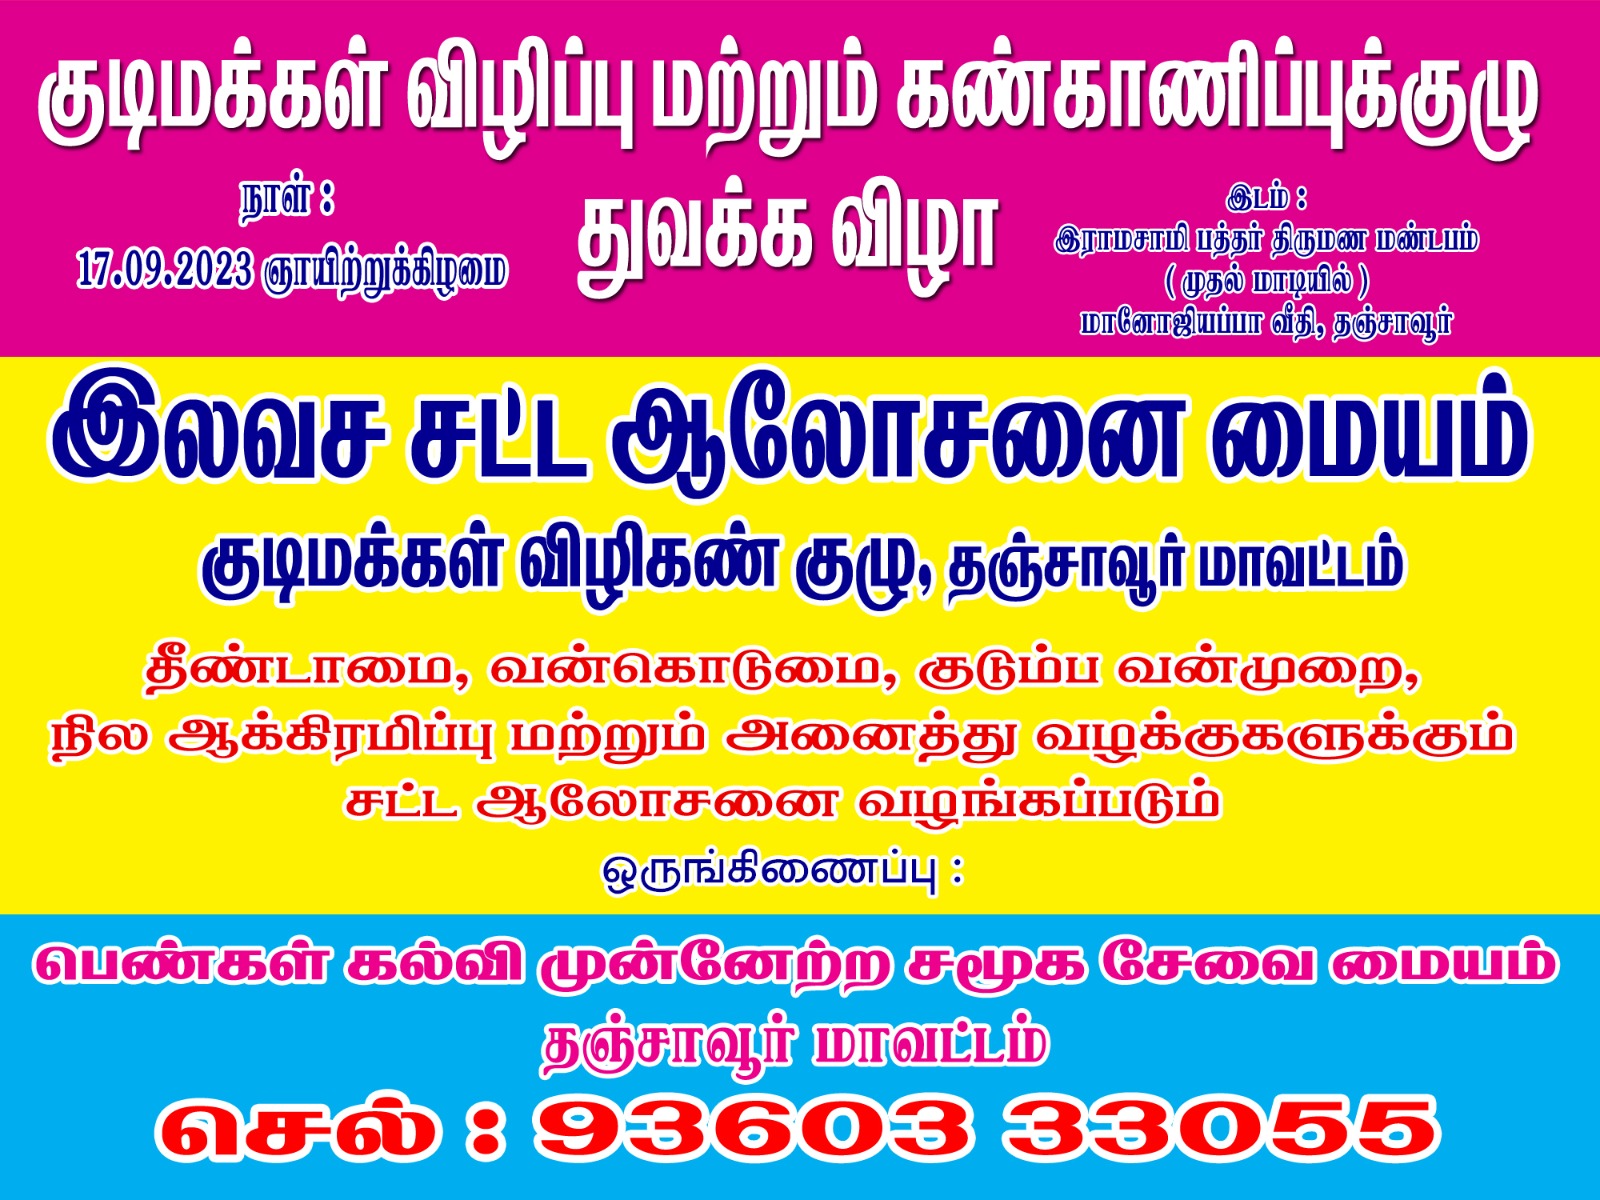 குடிமக்கள் விழிப்பு மற்றும் கண்காணிப்புக்குழு
துவக்க விழா
நாள் :
17.09.2023 ஞாயிற்றுக்கிழமை
இடம் :
இராமசாமி பத்தர் திருமண மண்டபம்
( முதல் மாடியில் )
மானோஜியப்பா வீதி, தஞ்சாவூர்
இலவச சட்ட ஆலோசனை மையம்
குடிமக்கள் விழிகண் குழு, தஞ்சாவூர் மாவட்டம்
தீண்டாமை, வன்கொடுமை, குடும்ப வன்முறை,
நில ஆக்கிரமிப்பு மற்றும் அனைத்து வழக்குகளுக்கும்
சட்ட ஆலோசனை வழங்கப்படும்
ஒருங்கிணைப்பு :
பெண்கள் கல்வி முன்னேற்ற சமூக சேவை மையம்
தஞ்சாவூர் மாவட்டம்
செல் : 93603 33055